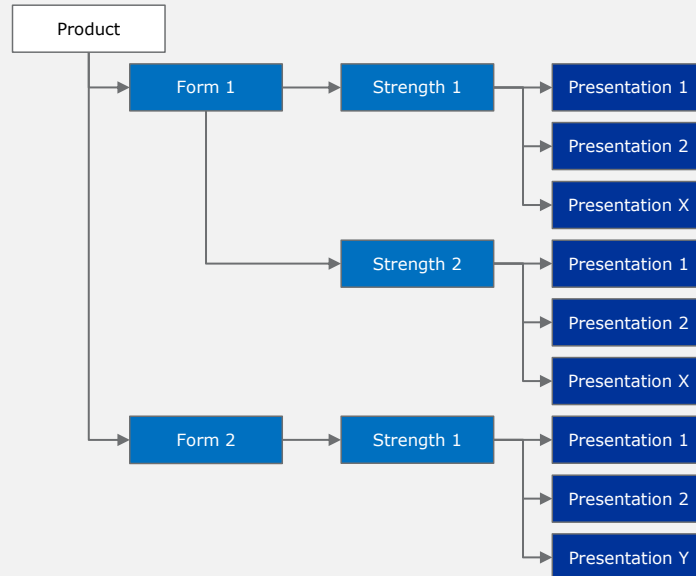 Product
Form 1
Strength 1
Presentation 1
Presentation 2
Presentation X
Strength 2
Presentation 1
Presentation 2
Presentation X
Form 2
Strength 1
Presentation 1
Presentation 2
Presentation Y